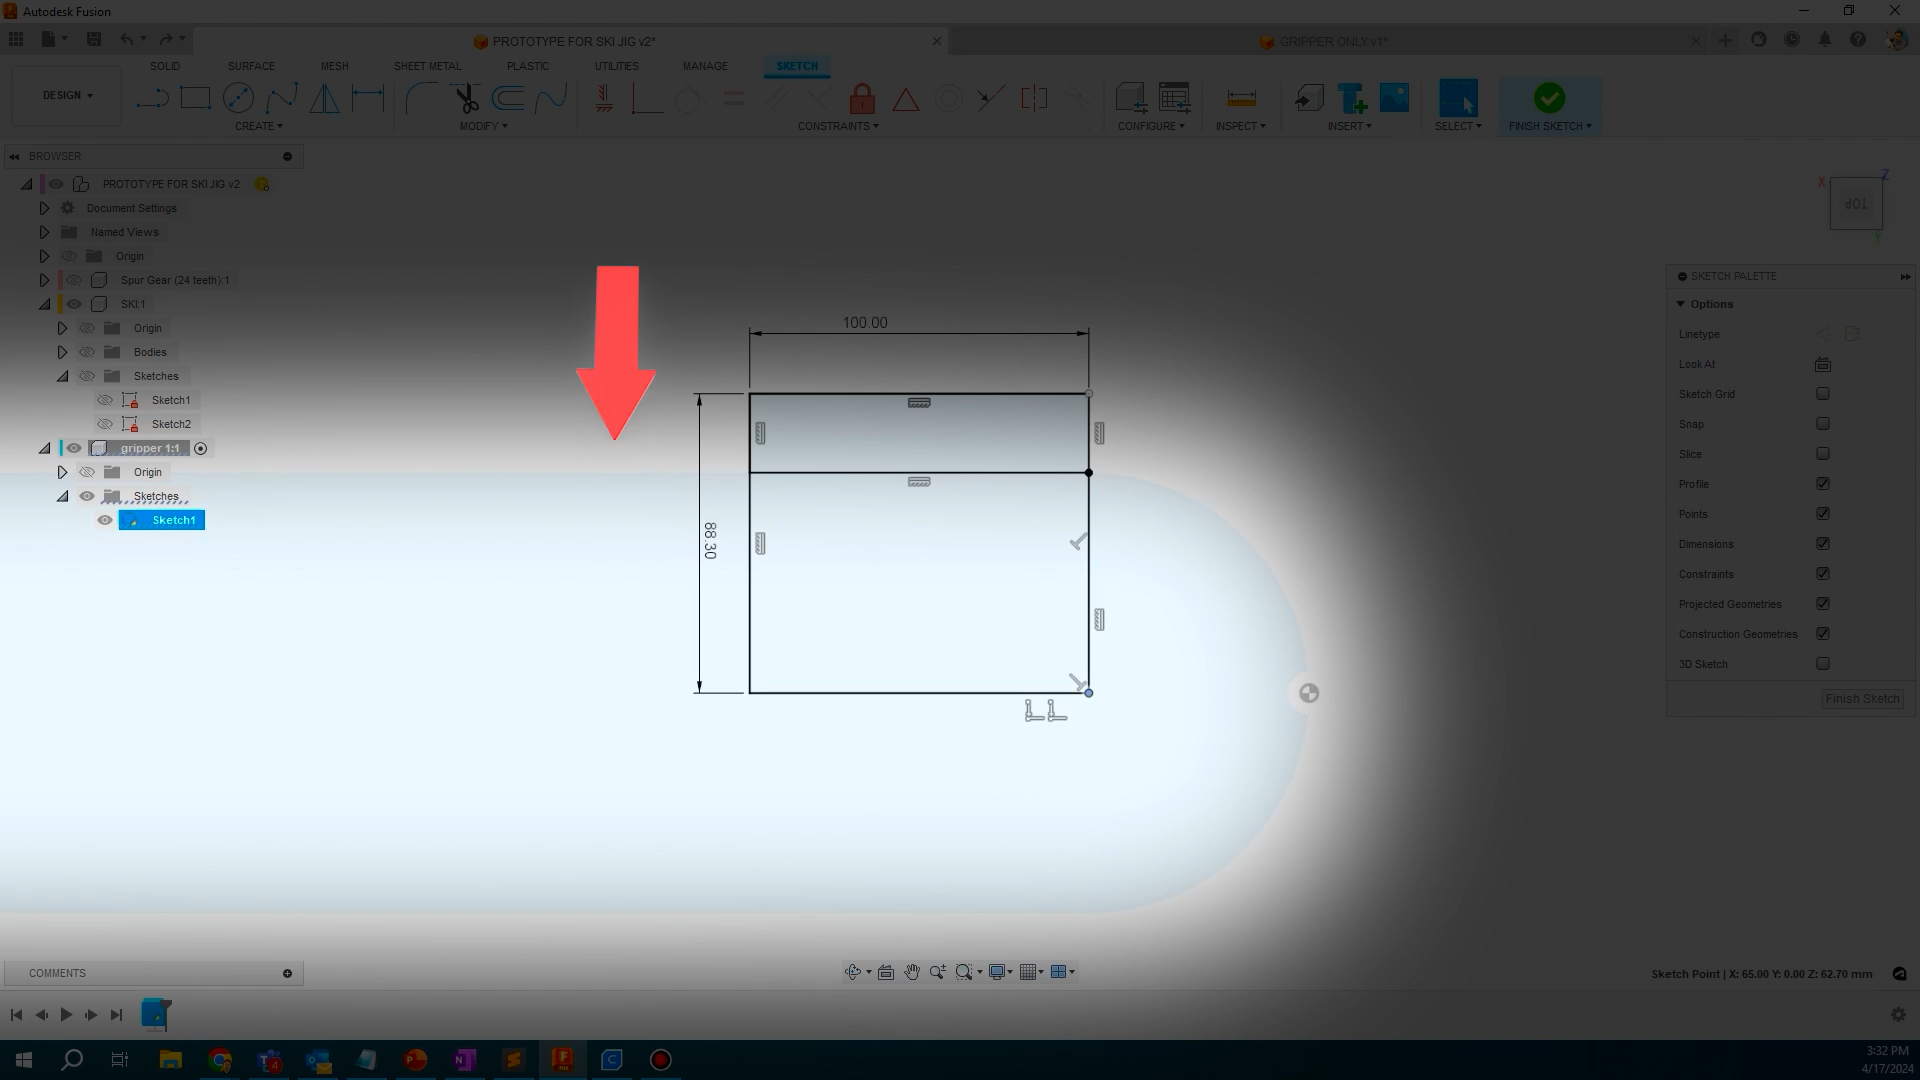 Autodesk Fusion
PROTOTYPE FOR SKI JIG v2*
GRIPPER ONLY v1*
DESIGN
SOLID
SURFACE
MESH
SHEET METAL
PLASTIC
UTILITIES
MANAGE
SKETCH
CREATE
MODIFY
CONSTRAINTS
CONFIGURE
INSPECT
INSERT
SELECT
FINISH SKETCH
BROWSER
PROTOTYPE FOR SKI JIG v2
Document Settings
Named Views
Origin
Spur Gear (24 teeth):1
SKI:1
Origin
Bodies
Sketches
Sketch1
Sketch2
gripper 1:1
Origin
Sketches
Sketch1
100.00
88.30
X
Z
TOP
Y
SKETCH PALETTE
Options
Linetype
Look At
Sketch Grid
Snap
Slice
Profile
Points
Dimensions
Constraints
Projected Geometries
Construction Geometries
3D Sketch
Finish Sketch
COMMENTS
Sketch Point | X: 65.00 Y: 0.00 Z: 62.70 mm
3:32 PM
4/17/2024